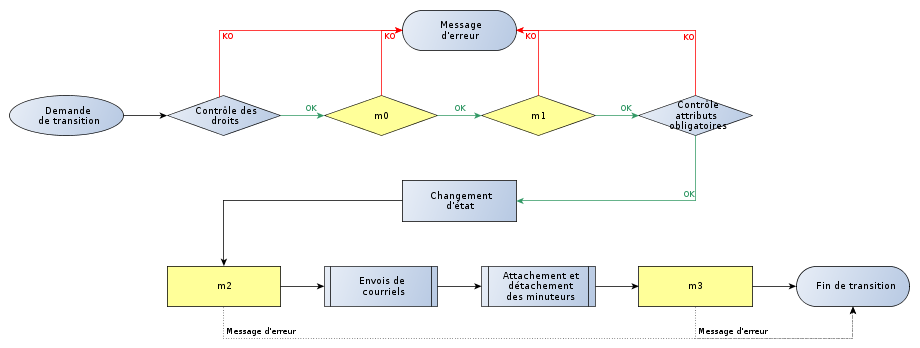 Message
d'erreur
KO
KO
KO
KO
Demande
de transition
Contrôle des
droits
OK
m0
OK
m1
OK
Contrôle
attributs
obligatoires
OK
Changement
d'état
m2
Envois de
courriels
Attachement et
détachement
des minuteurs
m3
Fin de transition
Message d'erreur
Message d'erreur